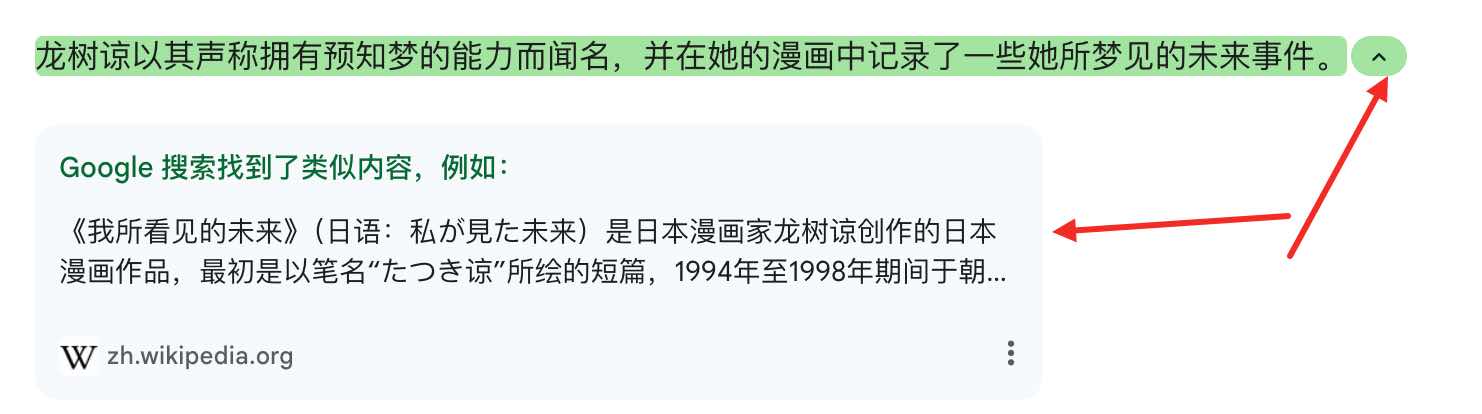 龙树谅以其声称拥有预知梦的能力而闻名，并在她的漫画中记录了一些她所梦见的未来事件。
Google 搜索找到了类似内容，例如：
《我所看见的未来》（日语：私が見た未来）是日本漫画家龙树谅创作的日本
漫画作品，最初是以笔名“たつき谅”所绘的短篇，1994年至1998年期间于朝...
W zh.wikipedia.org